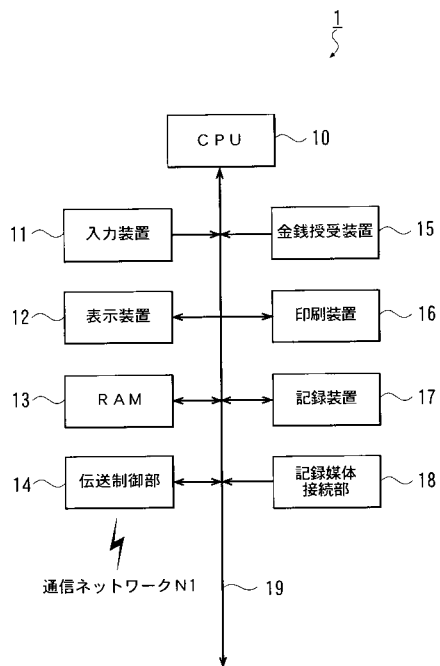 1
CPU
10
11
入力装置
金銭授受装置
15
12
表示装置
印刷装置
16
13
RAM
記録装置
17
14
伝送制御部
記録媒体
接続部
18
通信ネットワークN1
19